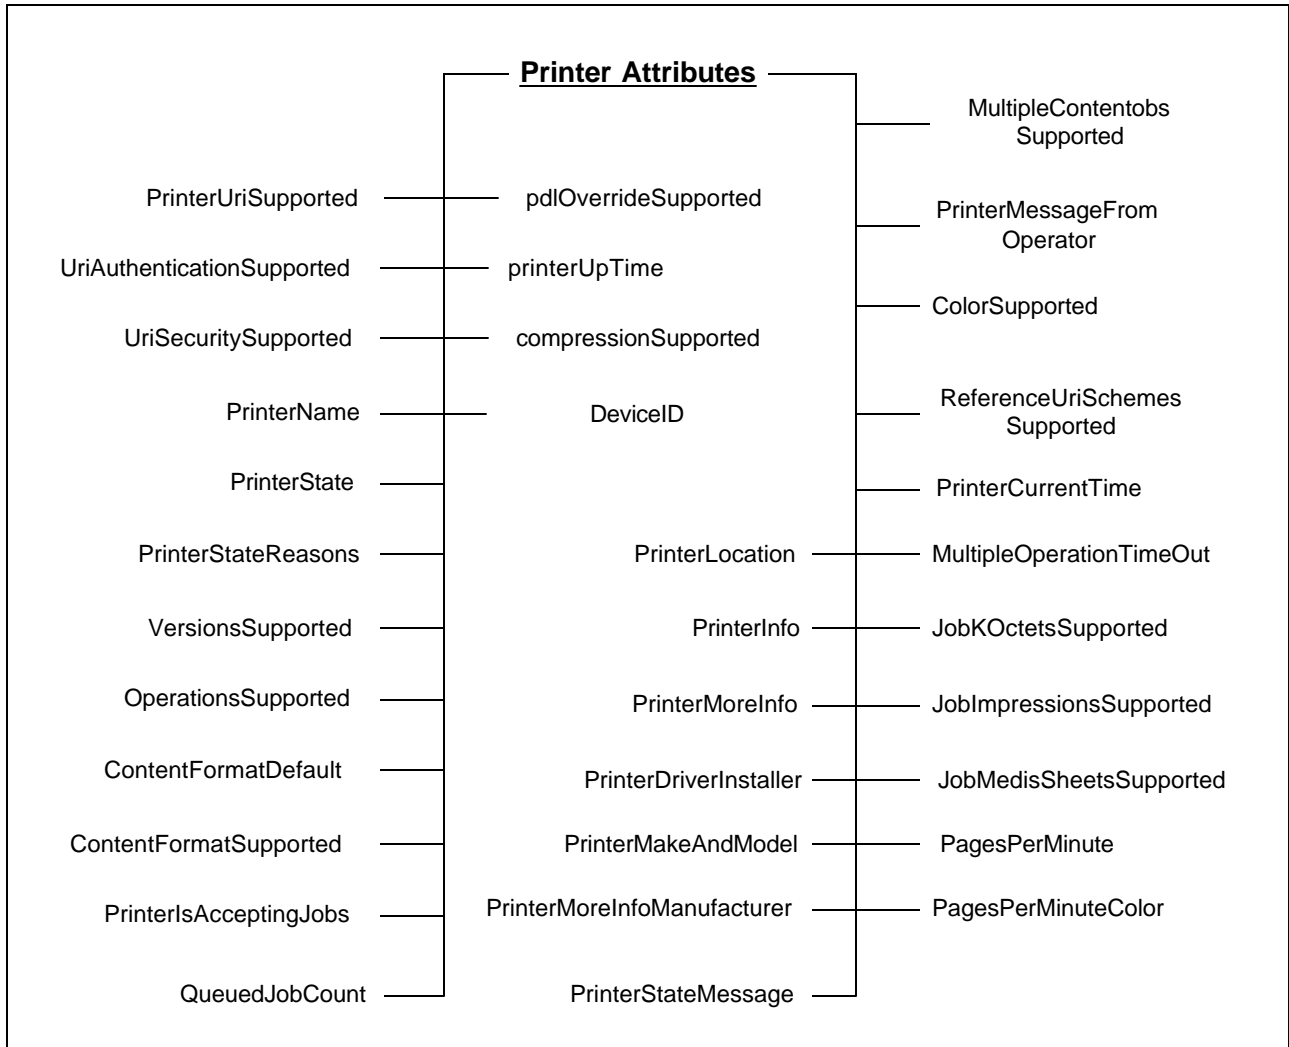 Printer Attributes
MultipleContentobs
Supported
PrinterUriSupported
pdlOverrideSupported
PrinterMessageFrom
Operator
UriAuthenticationSupported
printerUpTime
ColorSupported
UriSecuritySupported
compressionSupported
PrinterName
DeviceID
ReferenceUriSchemes
Supported
PrinterState
PrinterCurrentTime
PrinterStateReasons
PrinterLocation
MultipleOperationTimeOut
VersionsSupported
PrinterInfo
JobKOctetsSupported
OperationsSupported
PrinterMoreInfo
JobImpressionsSupported
ContentFormatDefault
PrinterDriverInstaller
JobMedisSheetsSupported
ContentFormatSupported
PrinterMakeAndModel
PagesPerMinute
PrinterIsAcceptingJobs
PrinterMoreInfoManufacturer
PagesPerMinuteColor
QueuedJobCount
PrinterStateMessage